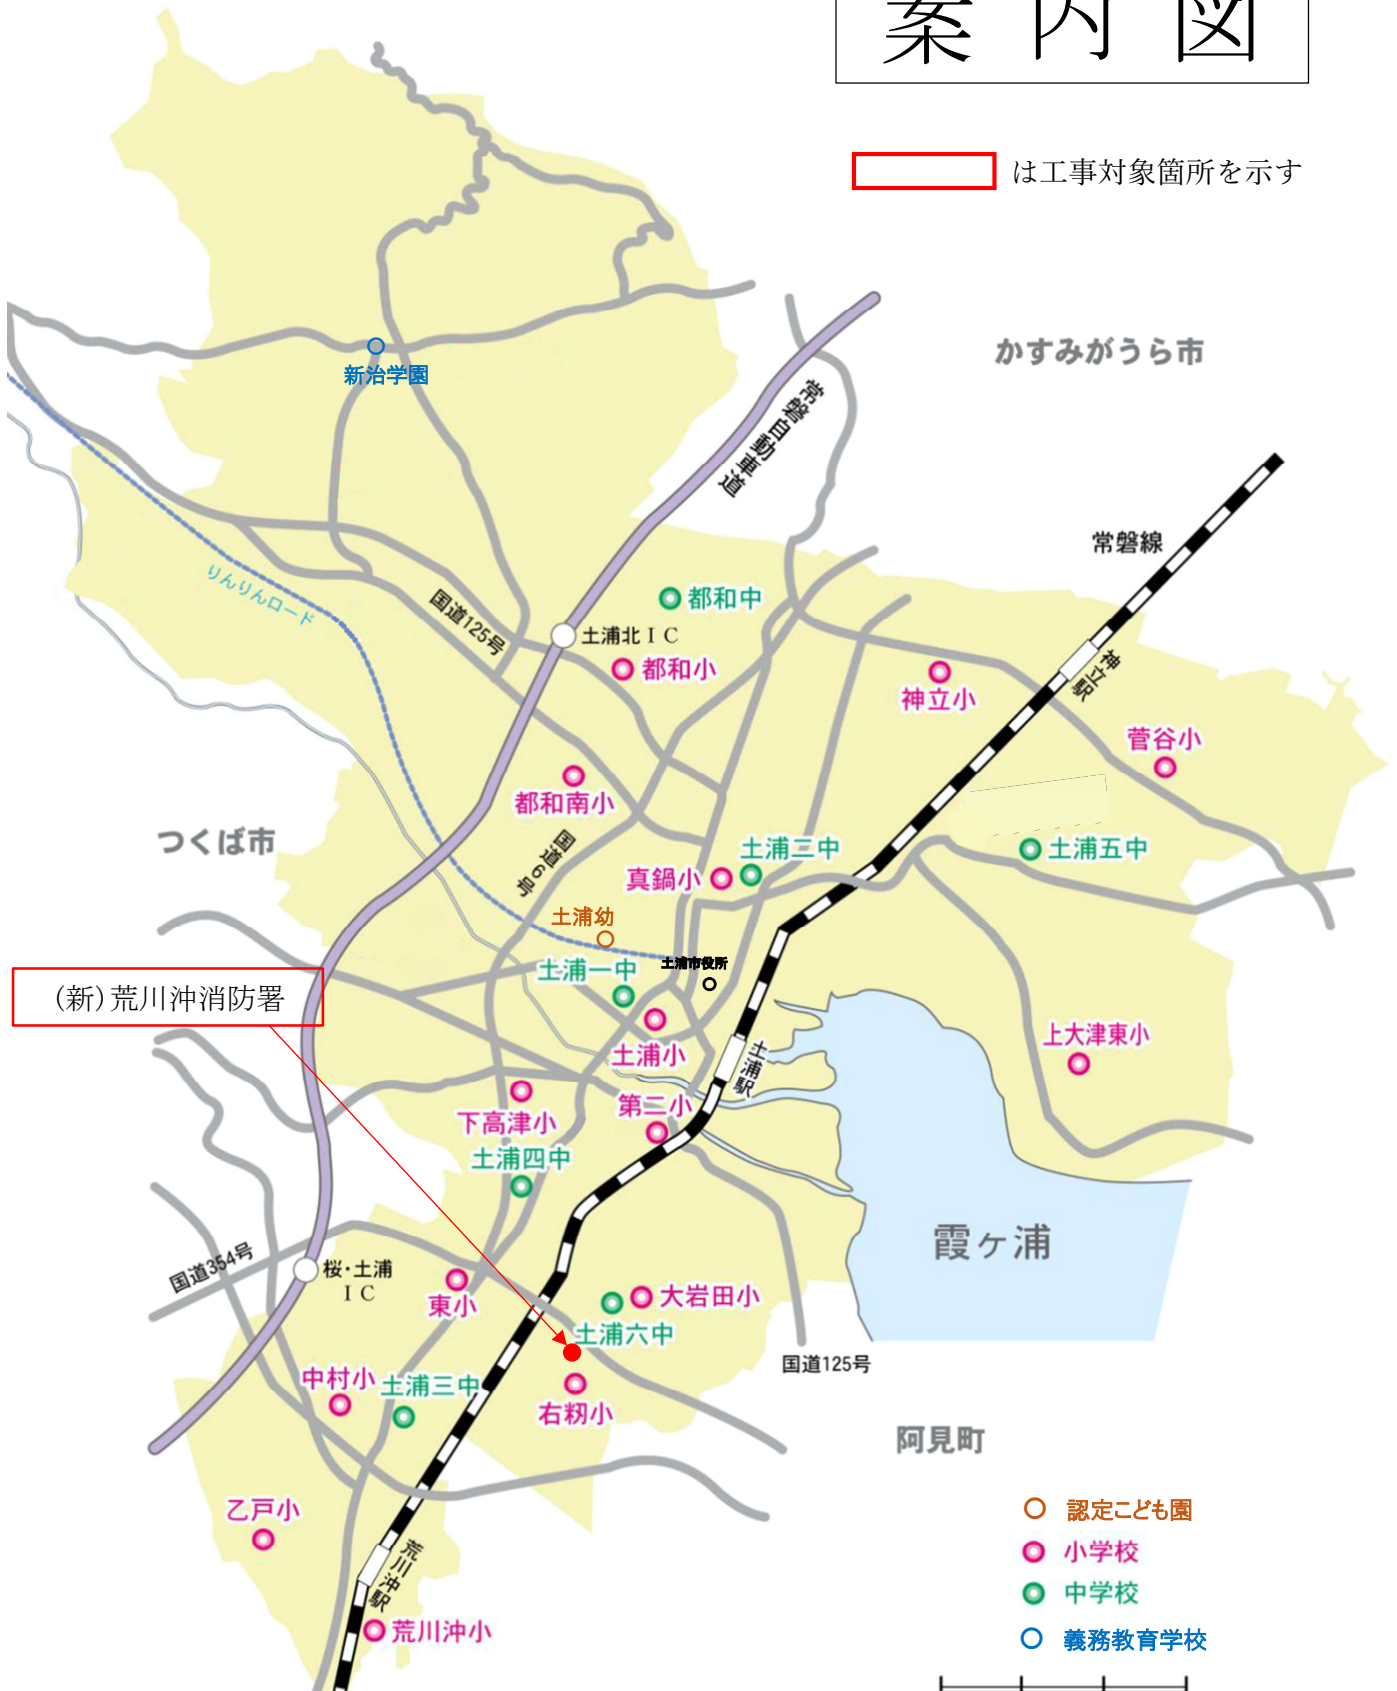 案内図
は工事対象箇所を示す
かすみがうら市
新治学園
常磐自動車道
常磐線
りんりんロード
国道125号
都和中
土浦北ＩＣ
都和小
神立駅
神立小
菅谷小
都和南小
つくば市
国道6号
土浦二中
土浦五中
真鍋小
土浦幼
土浦一中
土浦市役所
(新)荒川沖消防署
土浦小
土浦駅
上大津東小
第二小
下高津小
土浦四中
霞ヶ浦
国道354号
桜・土浦
ＩＣ
東小
大岩田小
土浦六中
国道125号
中村小
土浦三中
右籾小
阿見町
乙戸小
荒川沖駅
荒川沖小
認定こども園
小学校
中学校
義務教育学校